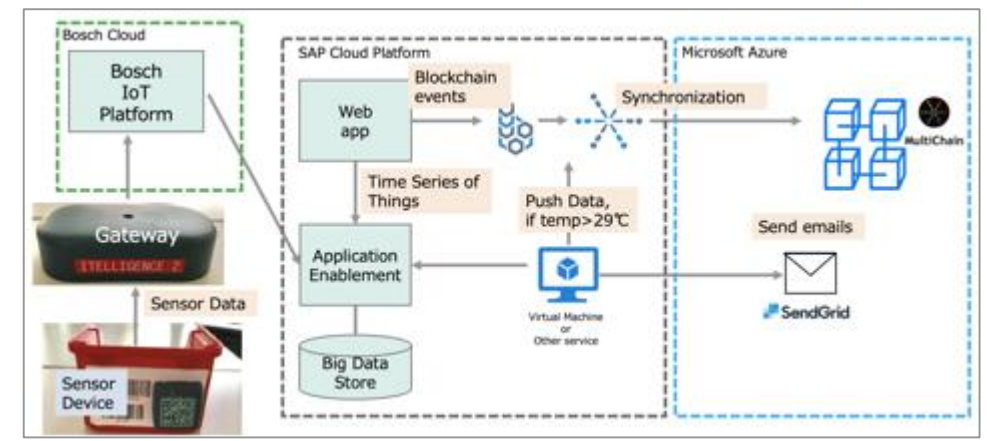 Bosch Cloud
Bosch
IoT
Platform
Gateway
ITELLIGENCE 2
Sensor Data
Sensor
Device
SAP Cloud Platform
Web
app
Blockchain
events
Time Series of
Things
Application
Enablement
Big Data
Store
Push Data,
if temp>29℃
Virtual Machine
or
Other service
Synchronization
Microsoft Azure
MultiChain
Send emails
SendGrid